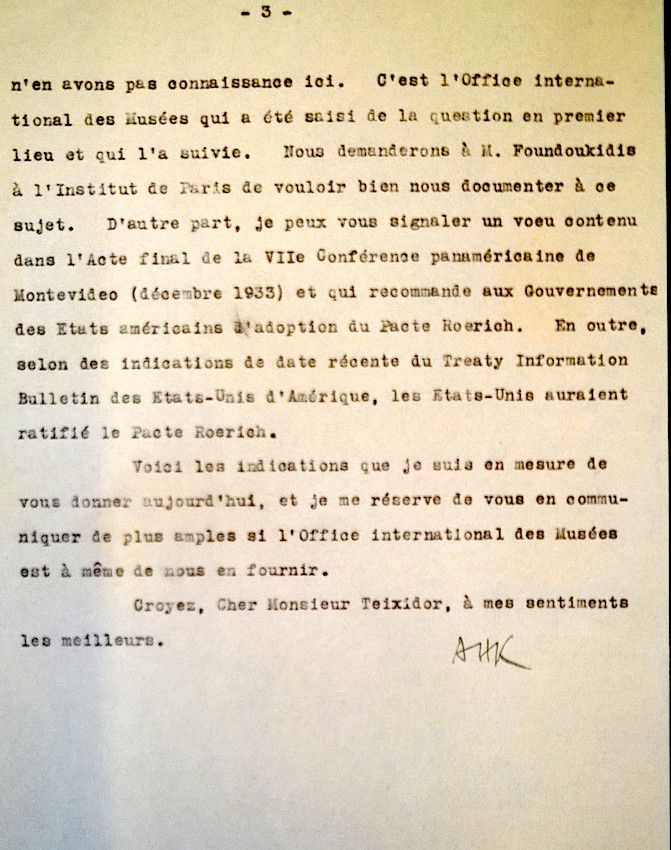 - 3 -
n'en avons pas connaissance ici. C'est l'Office interna-
tional des Musées qui a été saisi de la question en premier
lieu et qui l'a suivie. Nous demanderons à M. Foundoukidis
à l'Institut de Paris de vouloir bien nous documenter à ce
sujet. D'autre part, je peux vous signaler un voeu contenu
dans l'Acte final de la VIIe Conférence panaméricaine de
Montevideo (décembre 1933) et qui recommande aux Gouvernements
des Etats américains d'adoption du Pacte Roerich. En outre,
selon des indications de date récente du Treaty Information
Bulletin des Etats-Unis d'Amérique, les Etats-Unis auraient
ratifié le Pacte Roerich.
Voici les indications que je suis en mesure de
vous donner aujourd'hui, et je me réserve de vous en commu-
niquer de plus amples si l'Office international des Musées
est à même de nous en fournir.
Croyez, Cher Monsieur Teixidor, à mes sentiments
les meilleurs.
AHK